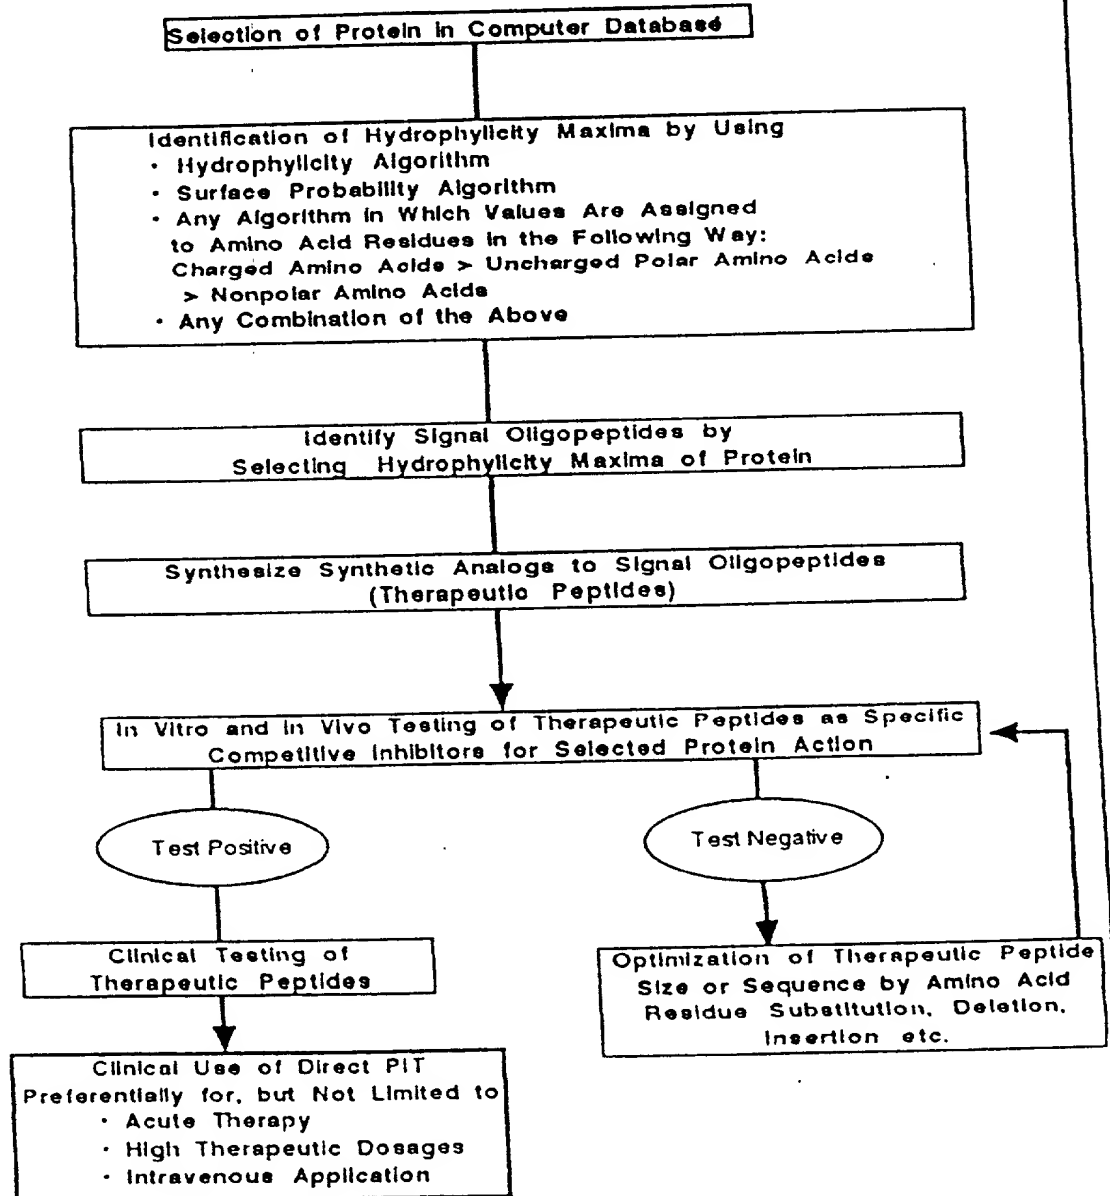 Selection of Protein in Computer Database
Identification of Hydrophylicity Maxima by Using
· Hydrophylicity Algorithm
· Surface Probability Algorithm
· Any Algorithm in Which Values Are Assigned
to Amino Acid Residues in the Following Way:
Charged Amino Acids > Uncharged Polar Amino Acids
> Nonpolar Amino Acids
· Any Combination of the Above
Identify Signal Oligopeptides by
Selecting Hydrophylicity Maxima of Protein
Synthesize Synthetic Analogs to Signal Oligopeptides
(Therapeutic Peptides)
In Vitro and In Vivo Testing of Therapeutic Peptides as Specific
Competitive Inhibitors for Selected Protein Action
Test Positive
Test Negative
Clinical Testing of
Therapeutic Peptides
Optimization of Therapeutic Peptide
Size or Sequence by Amino Acid
Residue Substitution, Deletion,
Insertion etc.
Clinical Use of Direct PIT
Preferentially for, but Not Limited to
· Acute Therapy
· High Therapeutic Dosages
· Intravenous Application